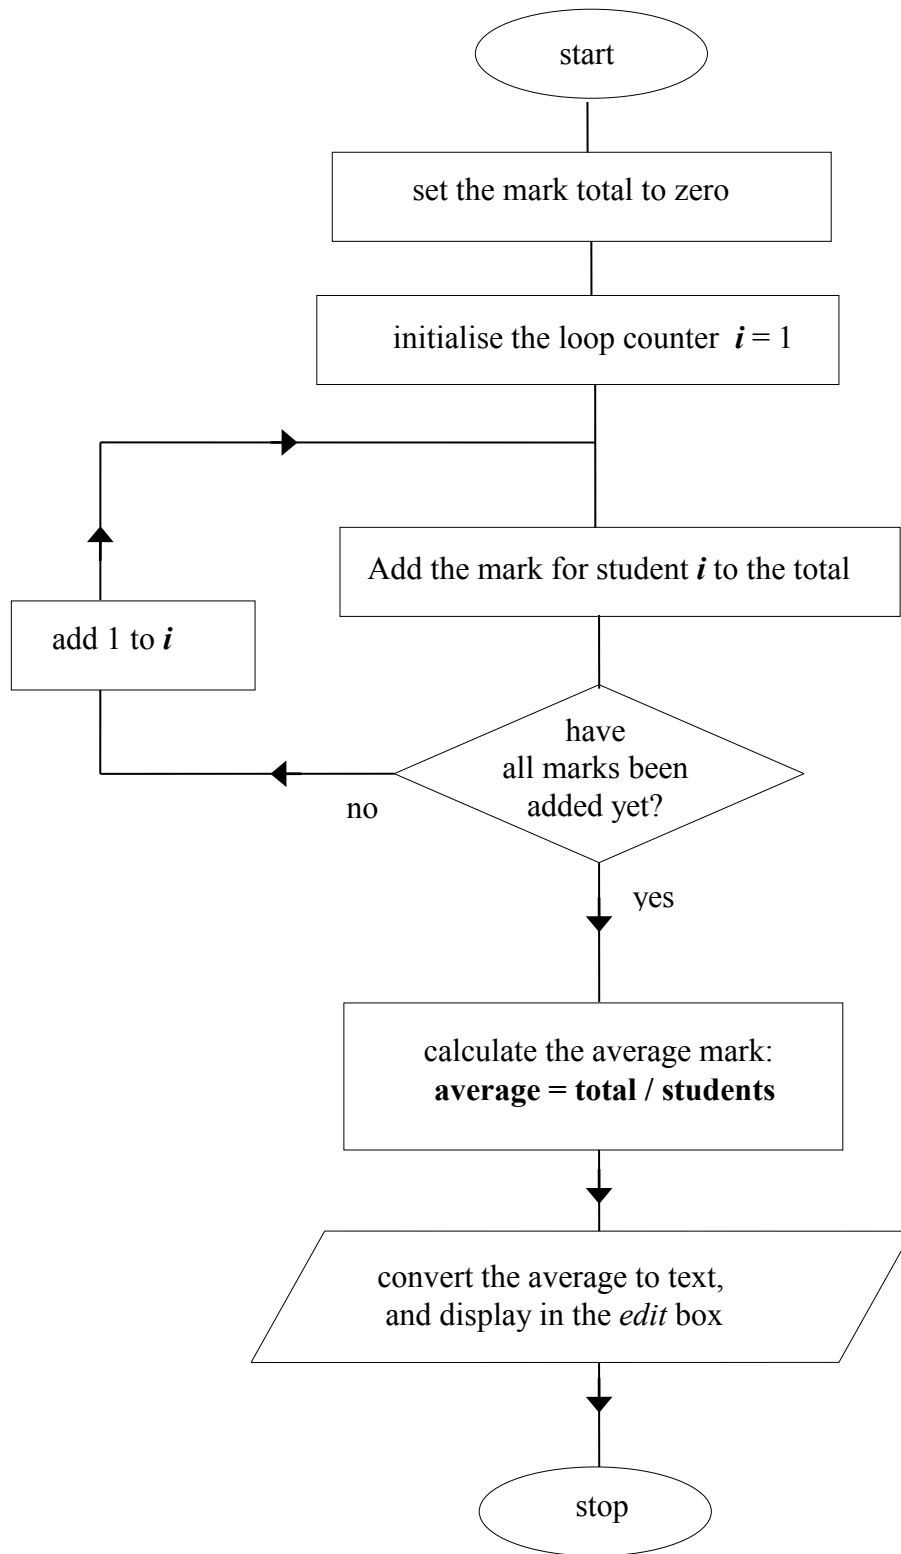 start
set the mark total to zero
initialise the loop counter i = 1
Add the mark for student i to the total
add 1 to i
have
all marks been
added yet?
no
yes
calculate the average mark:
average = total / students
convert the average to text,
and display in the edit box
stop